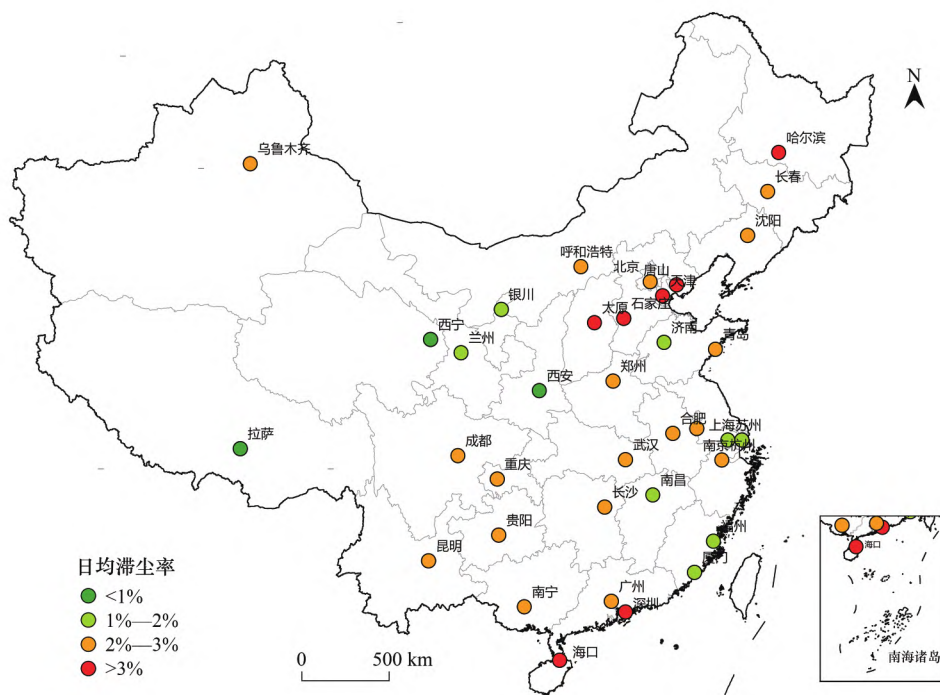 N
哈尔滨
乌鲁木齐
长春
沈阳
呼和浩特
北京
唐山
天津
银川
太原
石家庄
西宁
兰州
济南
青岛
西安
郑州
拉萨
成都
合肥
上海苏州
重庆
武汉
南京杭州
长沙
南昌
贵阳
福州
昆明
厦门
海口
南宁
广州
深圳
海口
南海诸岛
日均滞尘率
<1%
1%—2%
2%—3%
>3%
0 500 km